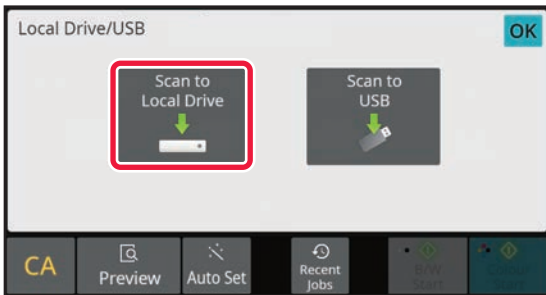 Local Drive/USB
OK
Scan to
Local Drive
Scan to
USB
CA
Preview
Auto Set
Recent
Jobs
B/W
Start
Colour
Start